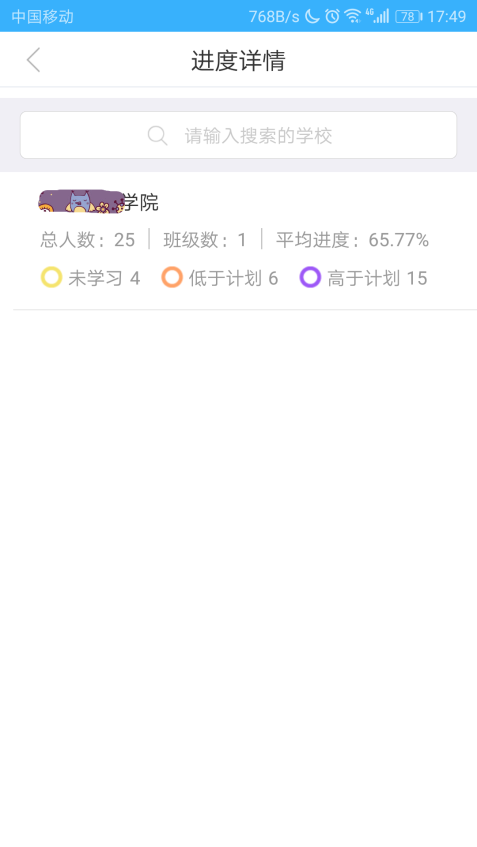 中国移动 768B/s 4G 78 17:49
进度详情
请输入搜索的学校
学院
总人数：25 班级数：1 平均进度：65.77%
未学习 4 低于计划 6 高于计划 15